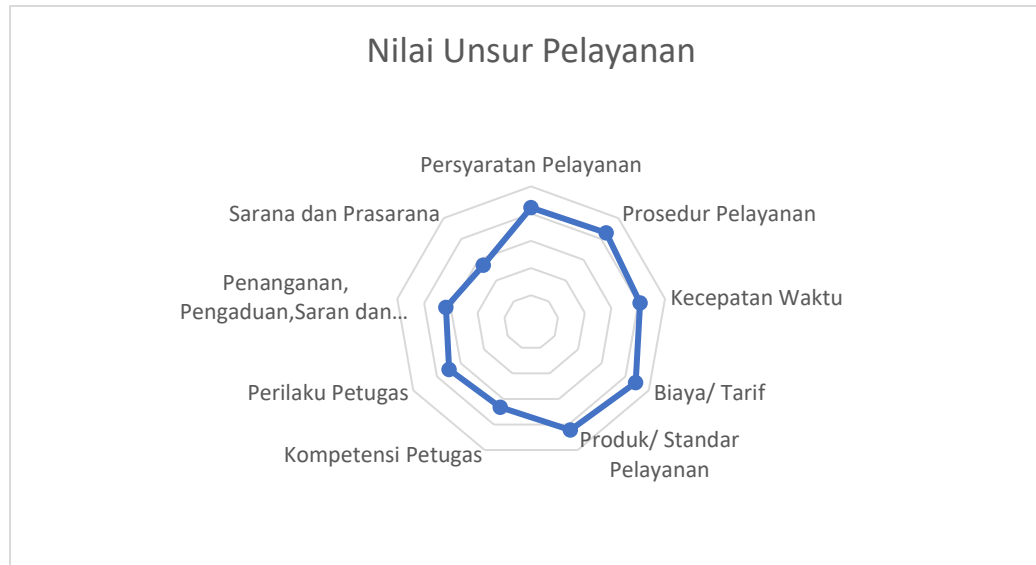 Nilai Unsur Pelayanan
Persyaratan Pelayanan
Prosedur Pelayanan
Kecepatan Waktu
Biaya/ Tarif
Produk/ Standar
Pelayanan
Kompetensi Petugas
Perilaku Petugas
Penanganan,
Pengaduan,Saran dan...
Sarana dan Prasarana